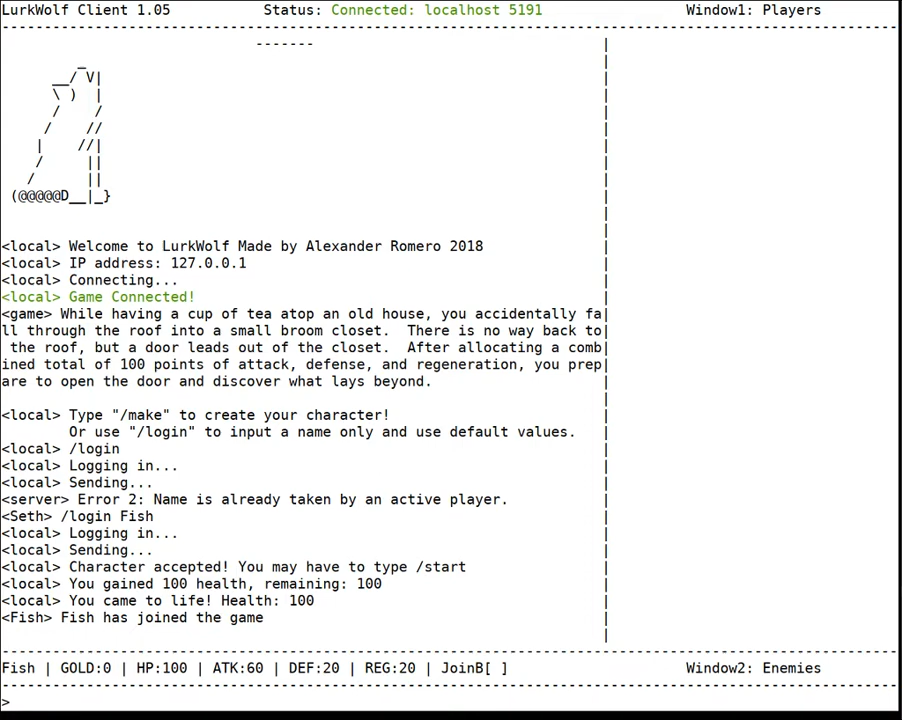 LurkWolf Client 1.05 Status: Connected: localhost 5191 Window1: Players
<local> Welcome to LurkWolf Made by Alexander Romero 2018
<local> IP address: 127.0.0.1
<local> Connecting...
<local> Game Connected!
<game> While having a cup of tea atop an old house, you accidentally fa
ll through the roof into a small broom closet.  There is no way back to
 the roof, but a door leads out of the closet.  After allocating a comb
ined total of 100 points of attack, defense, and regeneration, you prep
are to open the door and discover what lays beyond.
<local> Type "/make" to create your character!
Or use "/login" to input a name only and use default values.
<local> /login
<local> Logging in...
<local> Sending...
<server> Error 2: Name is already taken by an active player.
<Seth> /login Fish
<local> Logging in...
<local> Sending...
<local> Character accepted! You may have to type /start
<local> You gained 100 health, remaining: 100
<local> You came to life! Health: 100
<Fish> Fish has joined the game
Fish | GOLD:0 | HP:100 | ATK:60 | DEF:20 | REG:20 | JoinB[ ] Window2: Enemies
>